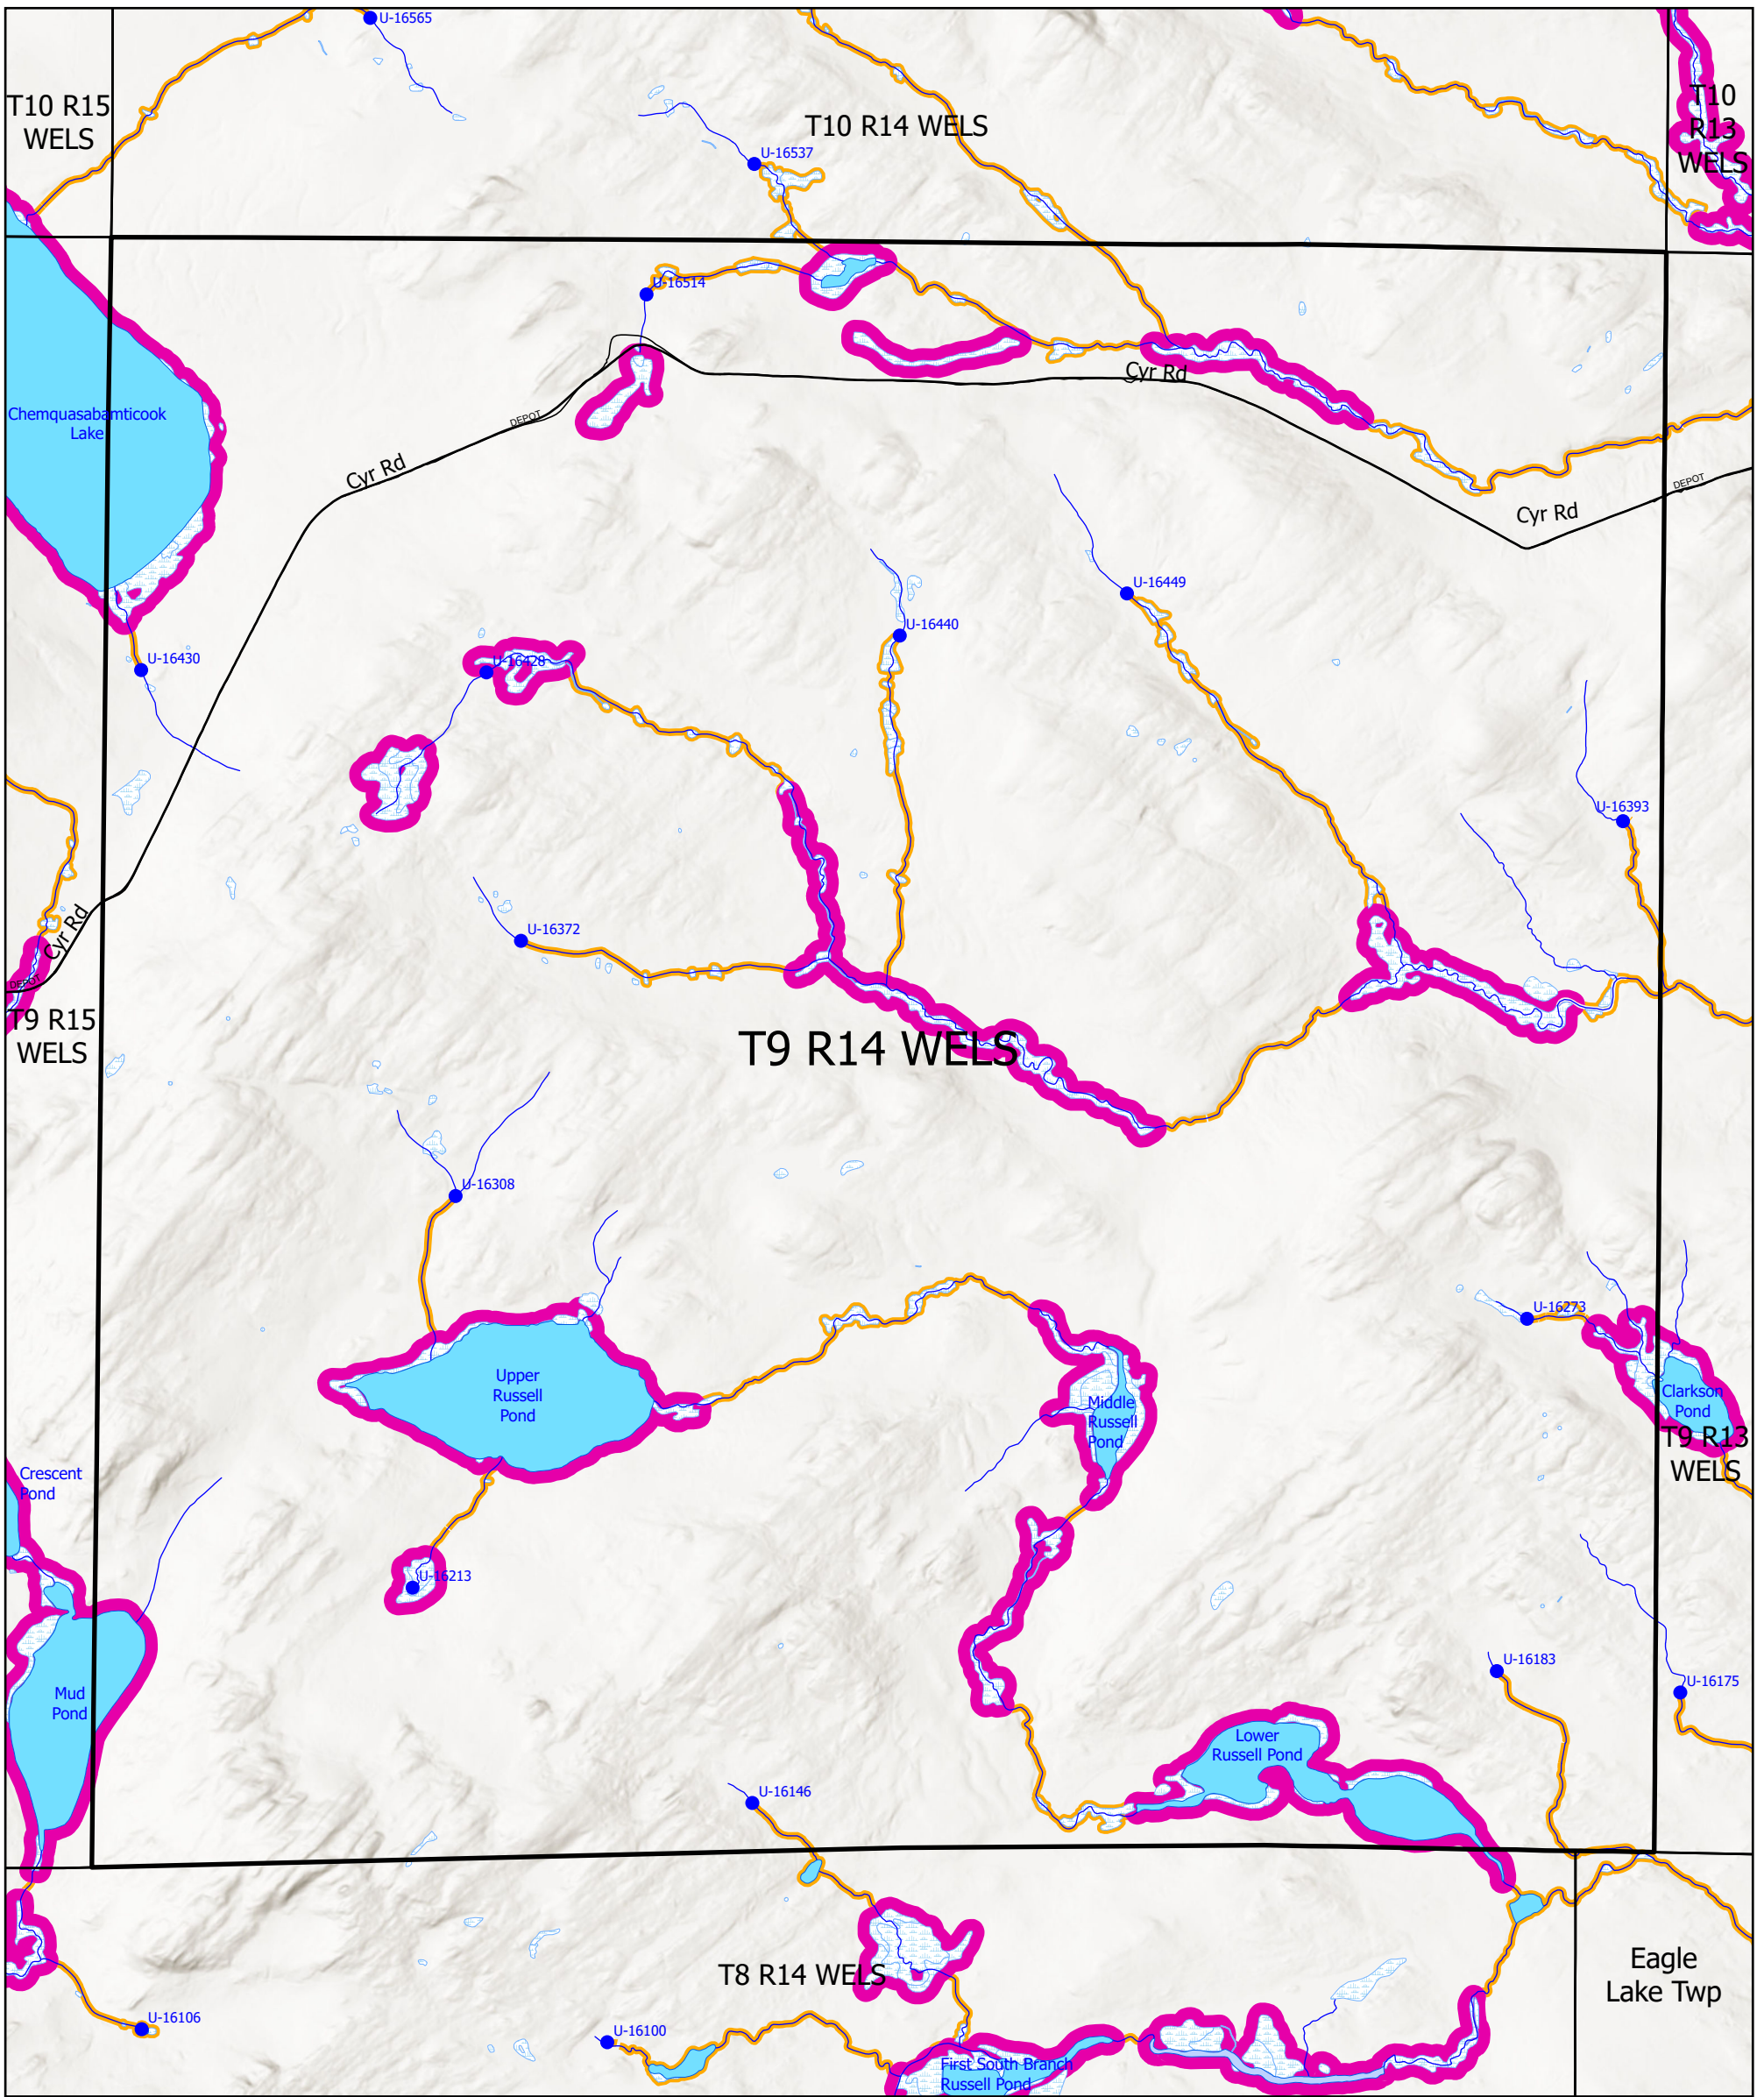 U-16565
T10 R15
WELS
T10 R14 WELS
T10
R13
WELS
U-16537
U-16514
Cyr Rd
Chemquasabamticook
Lake
DEPOT
Cyr Rd
DEPOT
Cyr Rd
U-16449
U-16440
U-16430
U-16428
U-16393
Cyr Rd
U-16372
DEPOT
T9 R15
WELS
T9 R14 WELS
U-16308
U-16273
Upper
Russell
Pond
Middle
Russell
Pond
Clarkson
Pond
T9 R13
WELS
Crescent
Pond
U-16213
U-16183
U-16175
Mud
Pond
Lower
Russell Pond
U-16146
T8 R14 WELS
Eagle
Lake Twp
U-16106
U-16100
First South Branch
Russell Pond